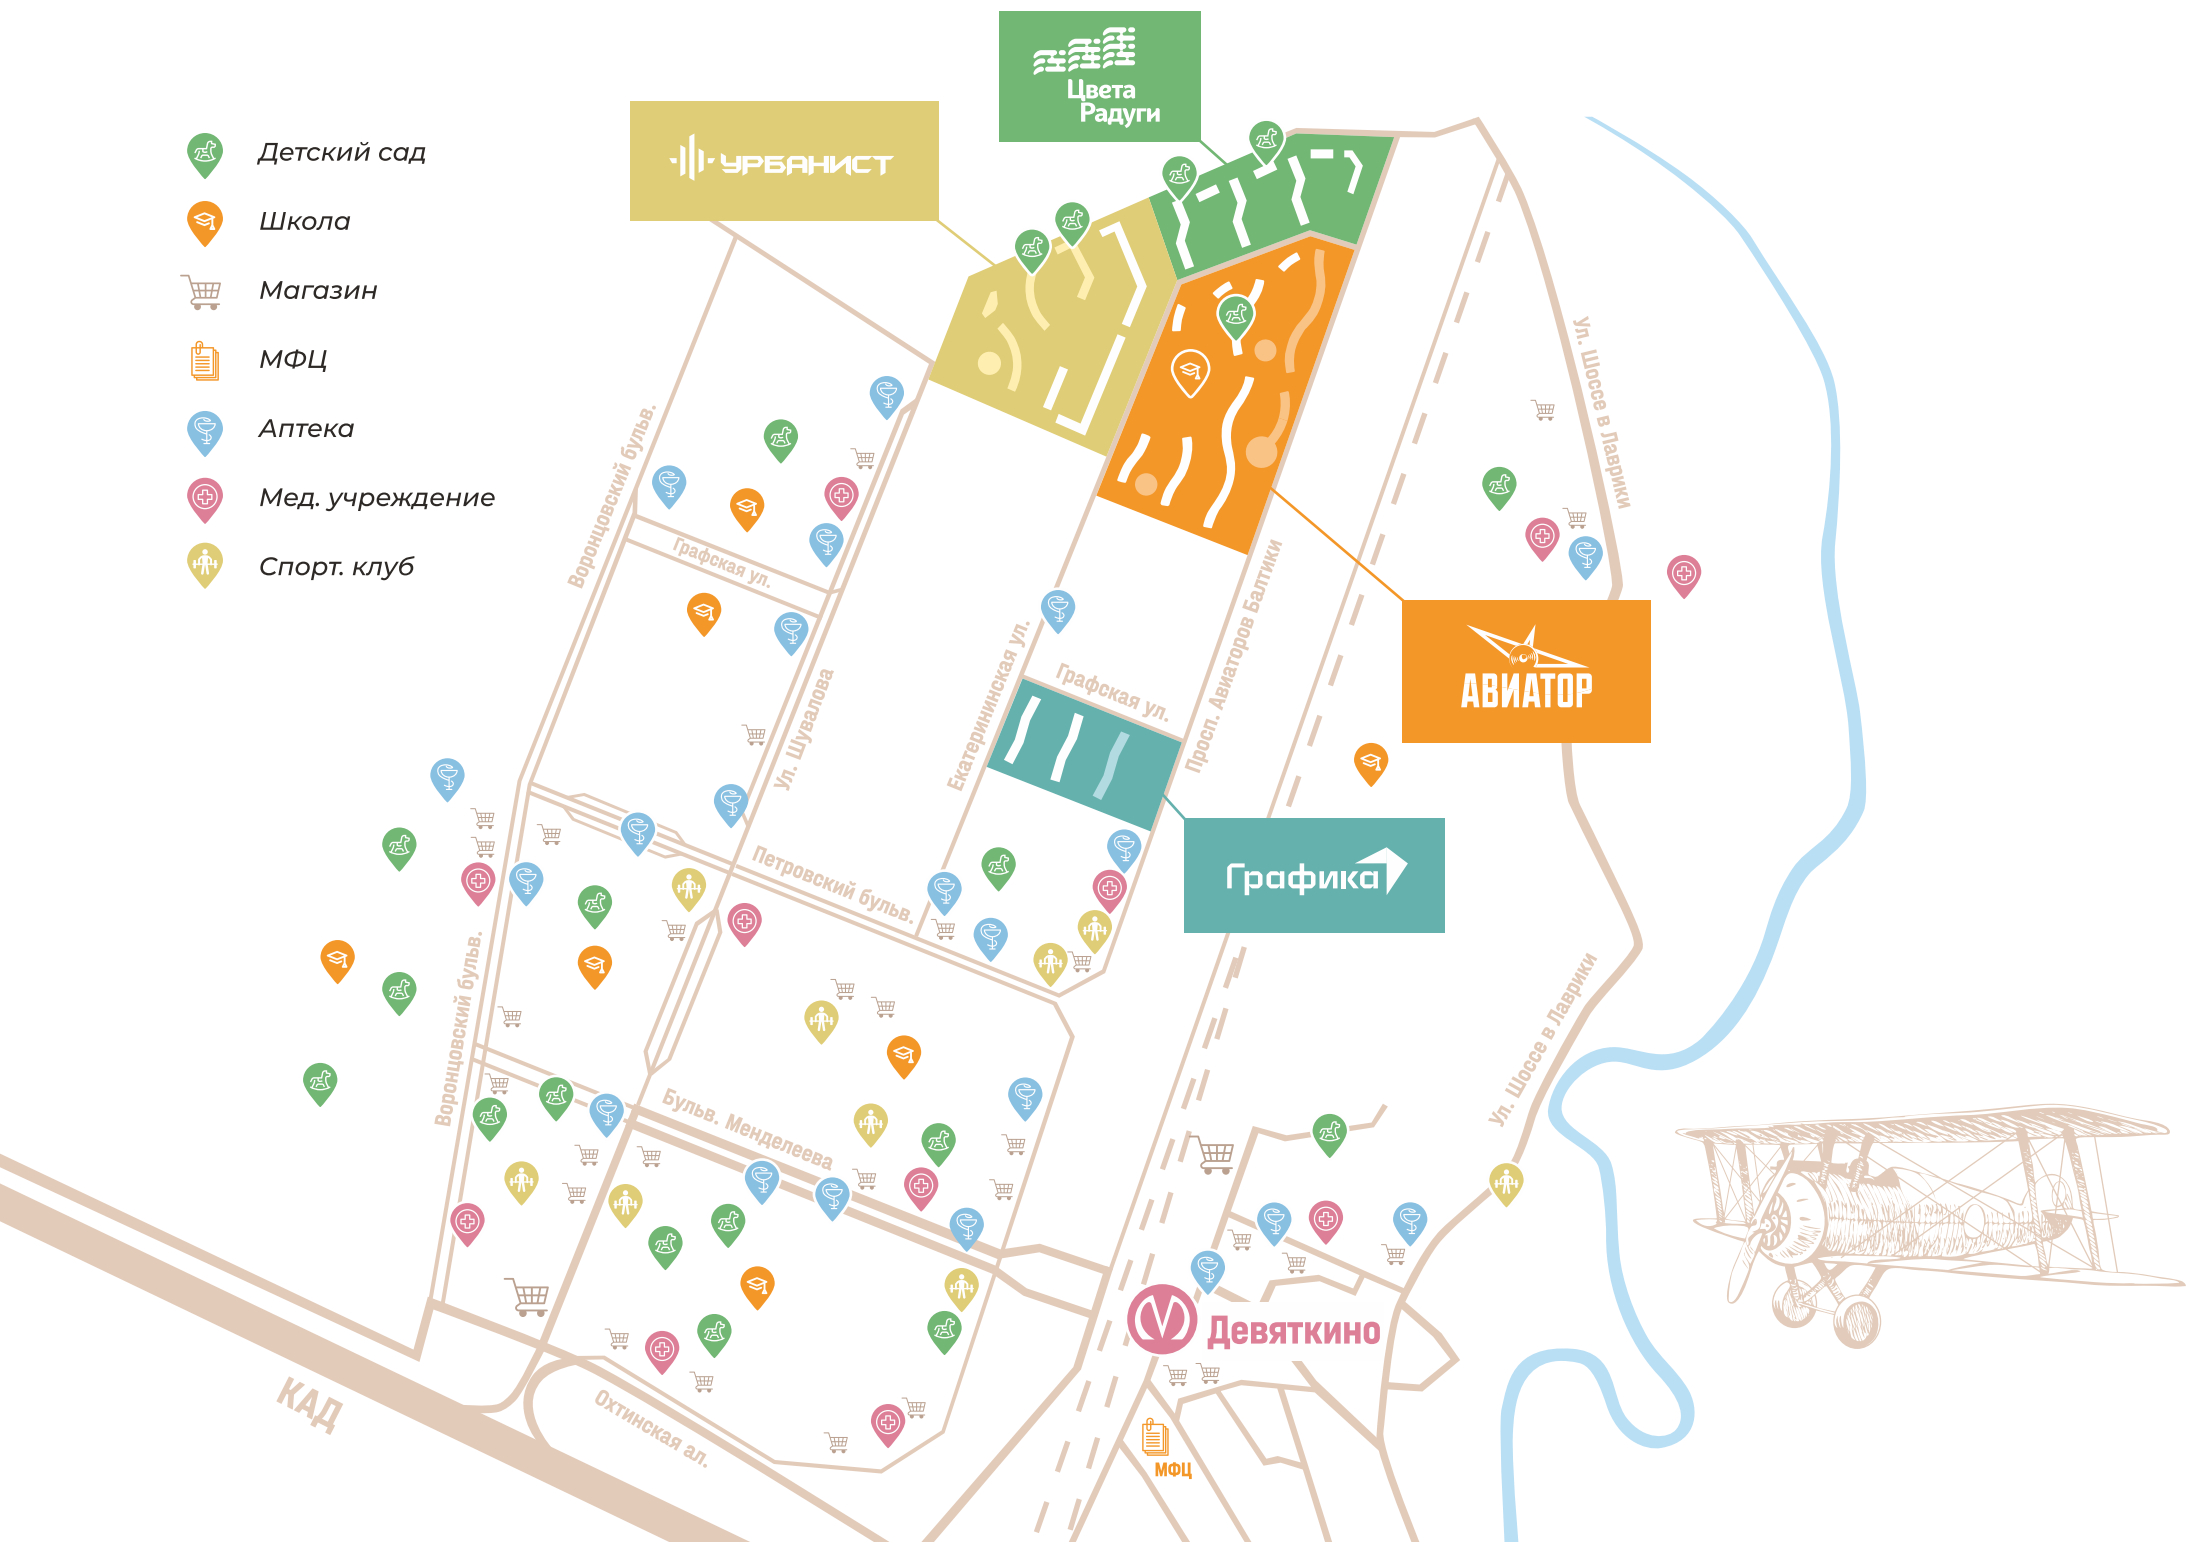 Цвета
Радуги
УРБАНИСТ
Детский сад
Школа
Магазин
МФЦ
Аптека
Мед. учреждение
Спорт. клуб
Воронцовский бульв.
Графская ул.
Ул. Шоссе в Лаврики
Просп. Авиаторов Балтики
Екатерининская ул.
Графская ул.
Ул. Шувалова
АВИАТОР
Графика
Петровский бульв.
Воронцовский бульв.
Ул. Шоссе в Лаврики
Бульв. Менделеева
Девяткино
КАД
Охтинская ал.
МФЦ